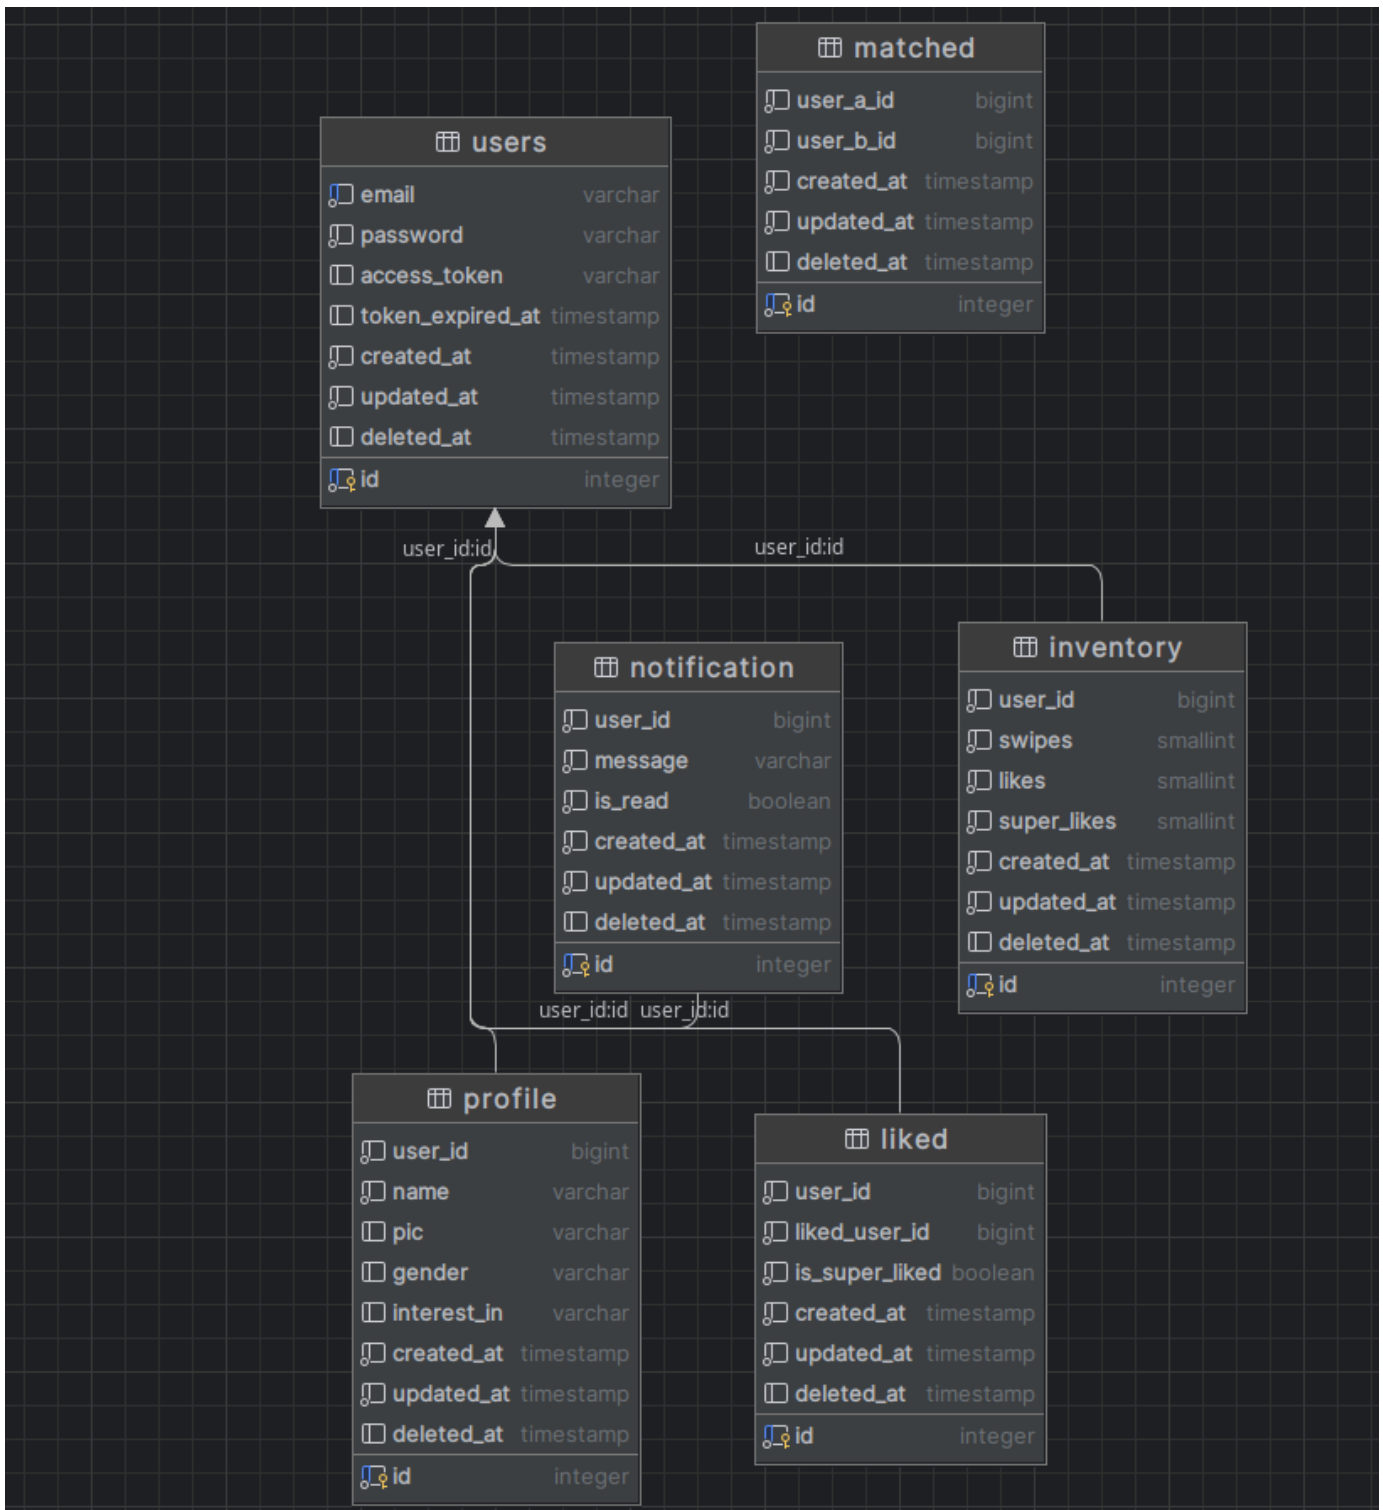 matched
user_a_id bigint
user_b_id bigint
created_at timestamp
updated_at timestamp
deleted_at timestamp
id integer
users
email varchar
password varchar
access_token varchar
token_expired_at timestamp
created_at timestamp
updated_at timestamp
deleted_at timestamp
id integer
user_id:id
user_id:id
notification
user_id bigint
message varchar
is_read boolean
created_at timestamp
updated_at timestamp
deleted_at timestamp
id integer
inventory
user_id bigint
swipes smallint
likes smallint
super_likes smallint
created_at timestamp
updated_at timestamp
deleted_at timestamp
id integer
user_id:id
user_id:id
profile
user_id bigint
name varchar
pic varchar
gender varchar
interest_in varchar
created_at timestamp
updated_at timestamp
deleted_at timestamp
id integer
liked
user_id bigint
liked_user_id bigint
is_super_liked boolean
created_at timestamp
updated_at timestamp
deleted_at timestamp
id integer